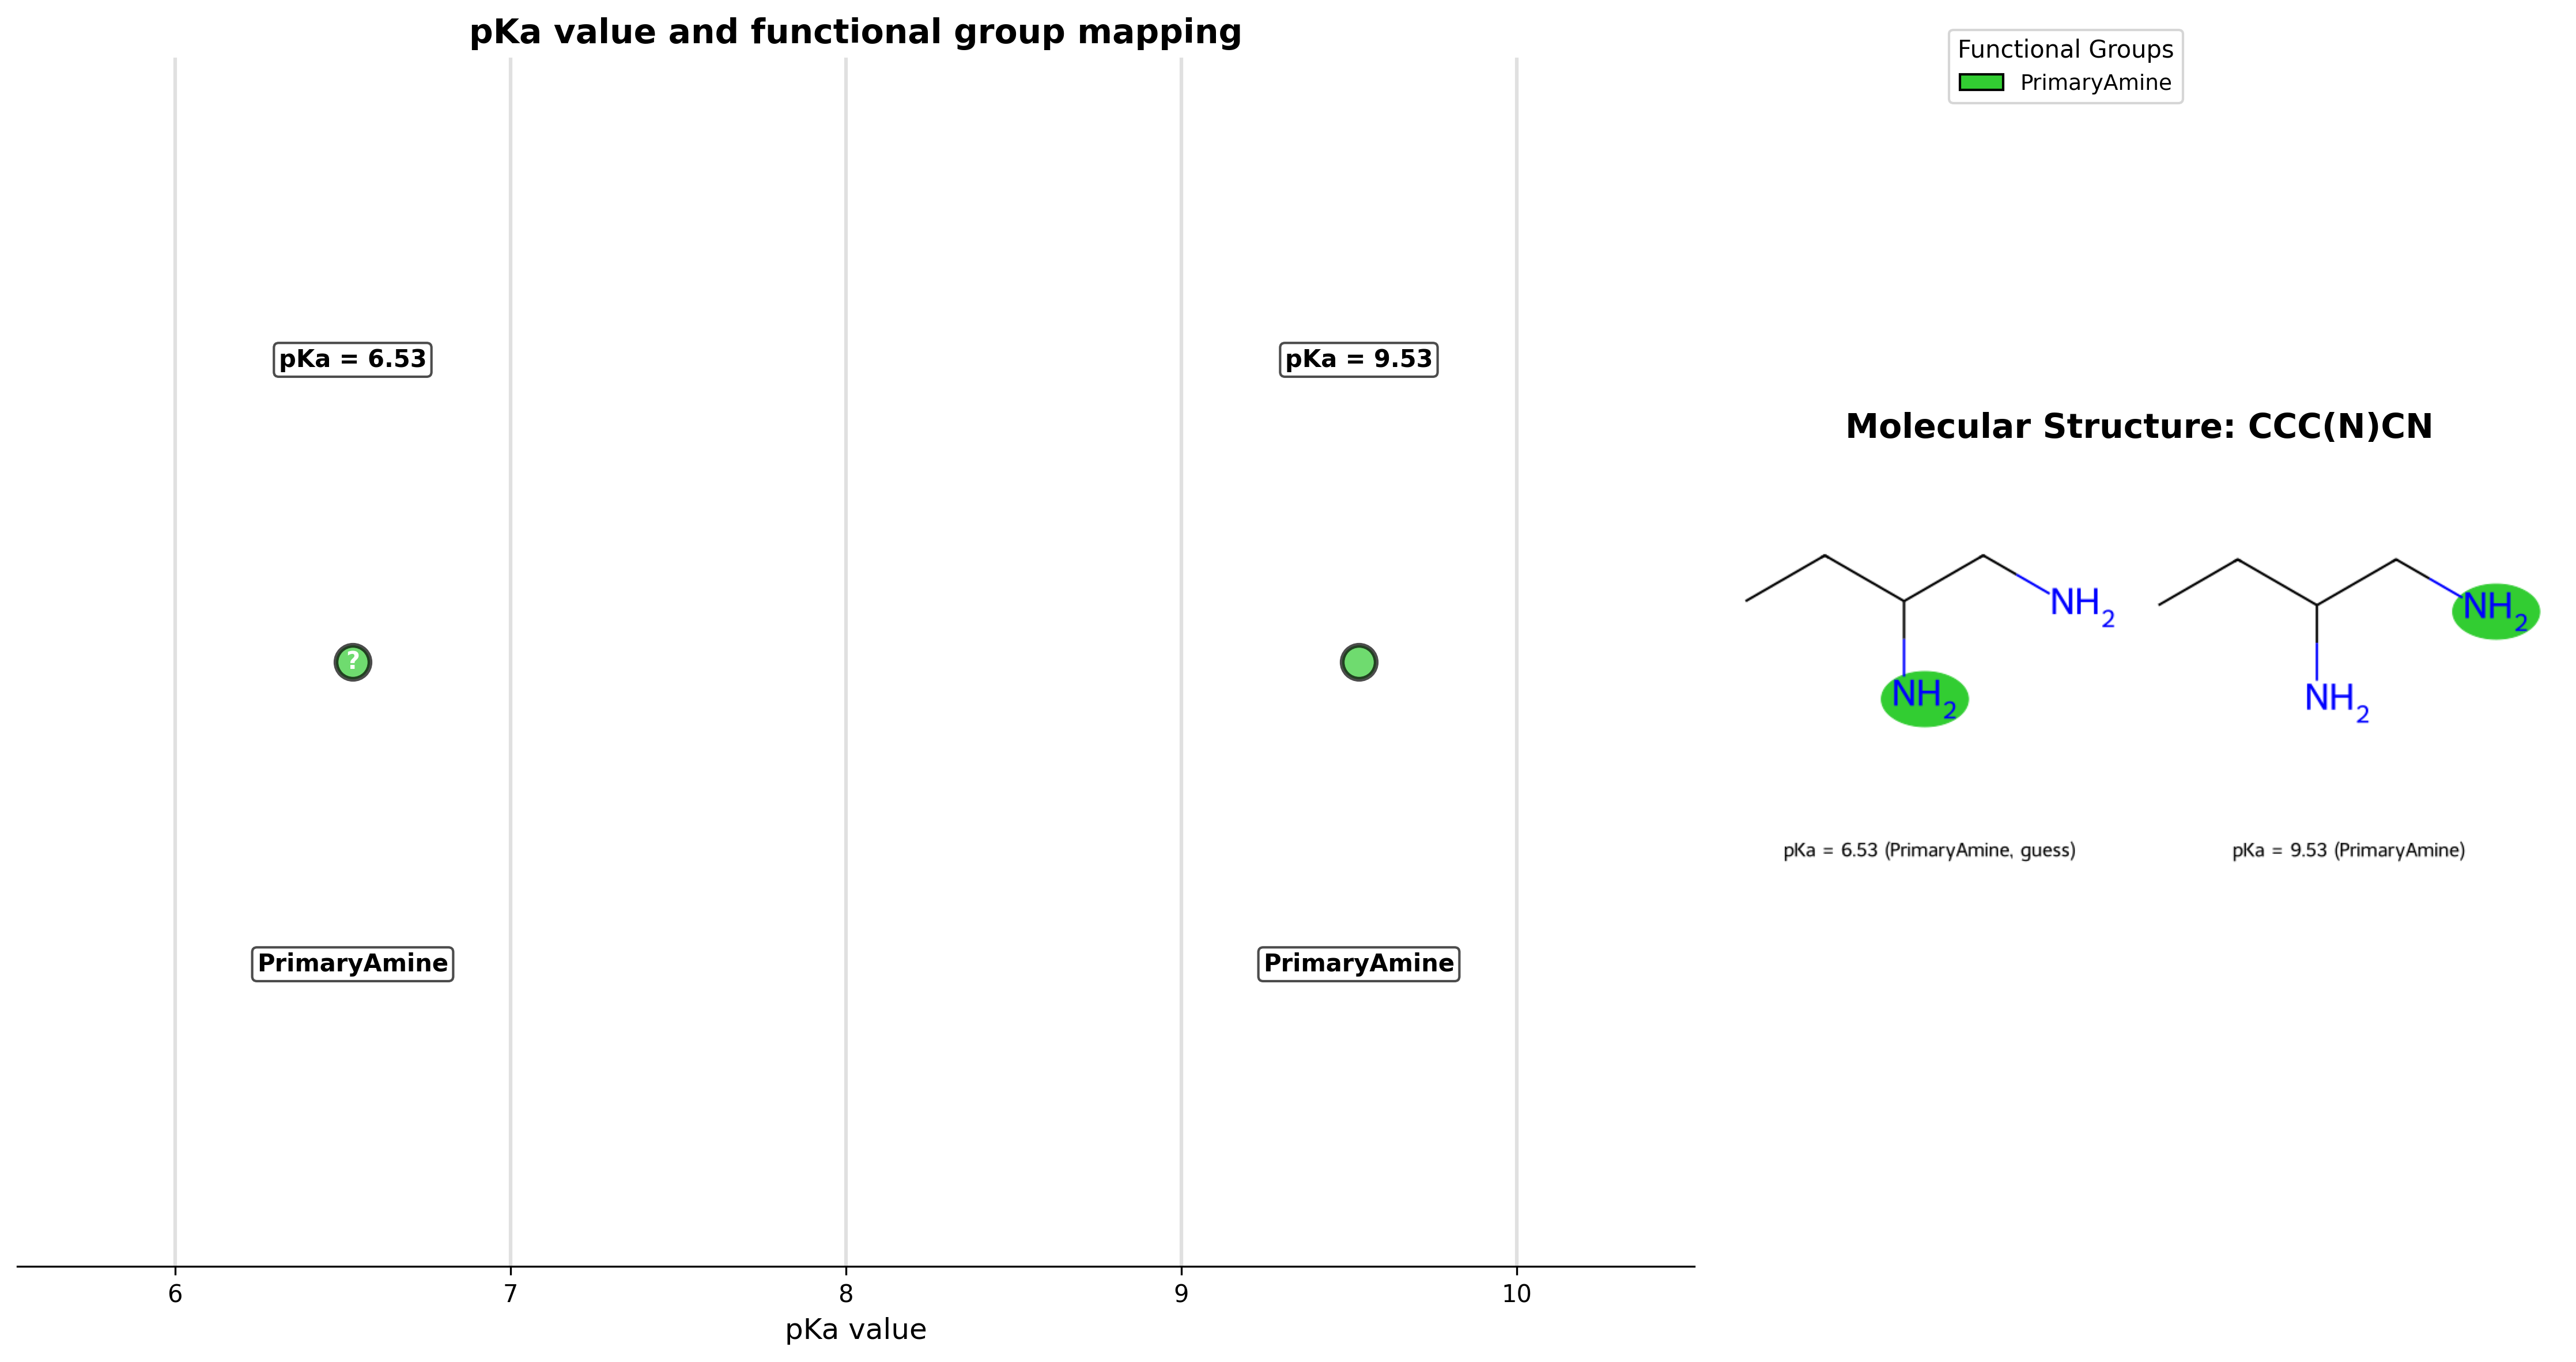 pKa value and functional group mapping
pKa = 6.53
pKa = 9.53
?
PrimaryAmine
PrimaryAmine
6
7
8
9
10
pKa value
Functional Groups
PrimaryAmine
Molecular Structure: CCC(N)CN
NH2
NH2
NH2
NH2
pKa = 6.53 (PrimaryAmine, guess)
pKa = 9.53 (PrimaryAmine)